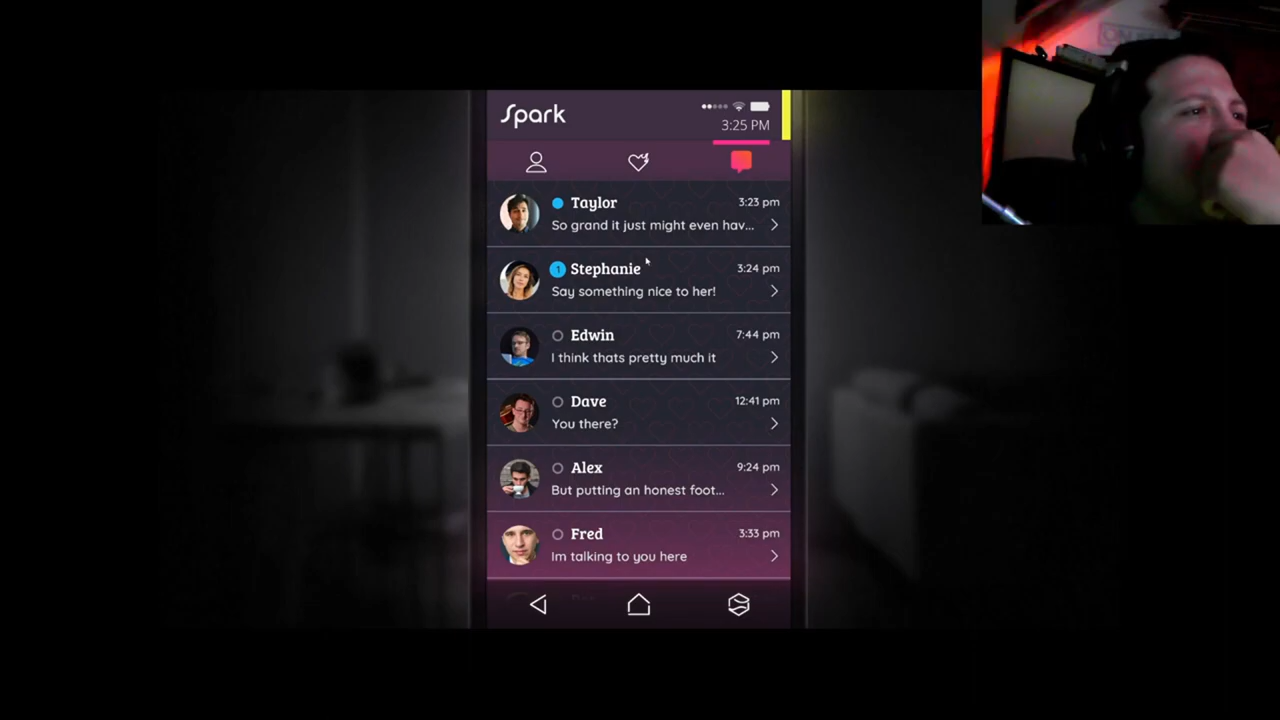 Spark
3:25 PM
Taylor 3:23 pm
So grand it just might even hav...
1 Stephanie 3:24 pm
Say something nice to her!
Edwin 7:44 pm
I think thats pretty much it
Dave 12:41 pm
You there?
Alex 9:24 pm
But putting an honest foot...
Fred 3:33 pm
Im talking to you here